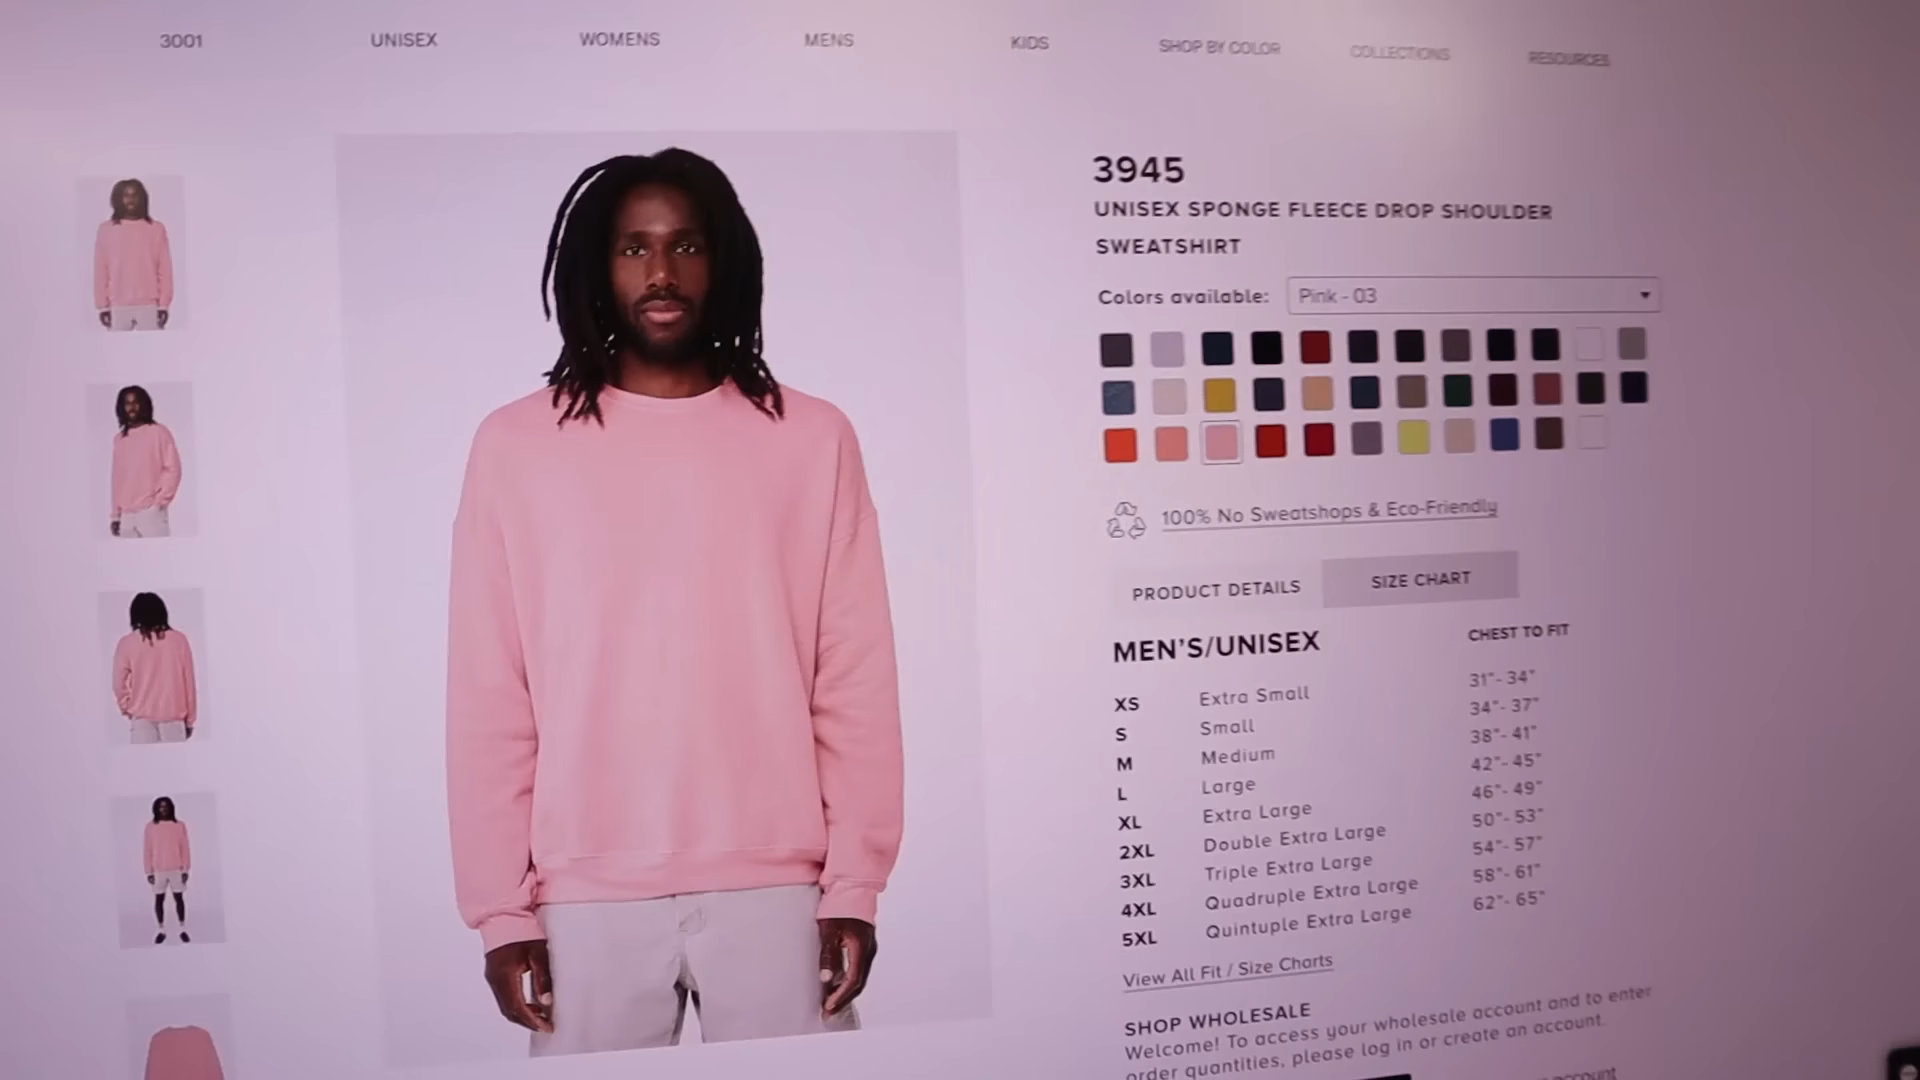 3001 UNISEX WOMENS MENS KIDS SHOP BY COLOR COLLECTIONS RESOURCES
3945
UNISEX SPONGE FLEECE DROP SHOULDER
SWEATSHIRT
Colors available: Pink - 03
100% No Sweatshops & Eco-Friendly
PRODUCT DETAILS SIZE CHART
MEN'S/UNISEX CHEST TO FIT
XS Extra Small 31"- 34"
S Small 34"- 37"
M Medium 38"- 41"
L Large 42"- 45"
XL Extra Large 46"- 49"
2XL Double Extra Large 50"- 53"
3XL Triple Extra Large 54"- 57"
4XL Quadruple Extra Large 58"- 61"
5XL Quintuple Extra Large 62"- 65"
View All Fit / Size Charts
SHOP WHOLESALE
Welcome! To access your wholesale account and to enter
order quantities, please log in or create an account.
account